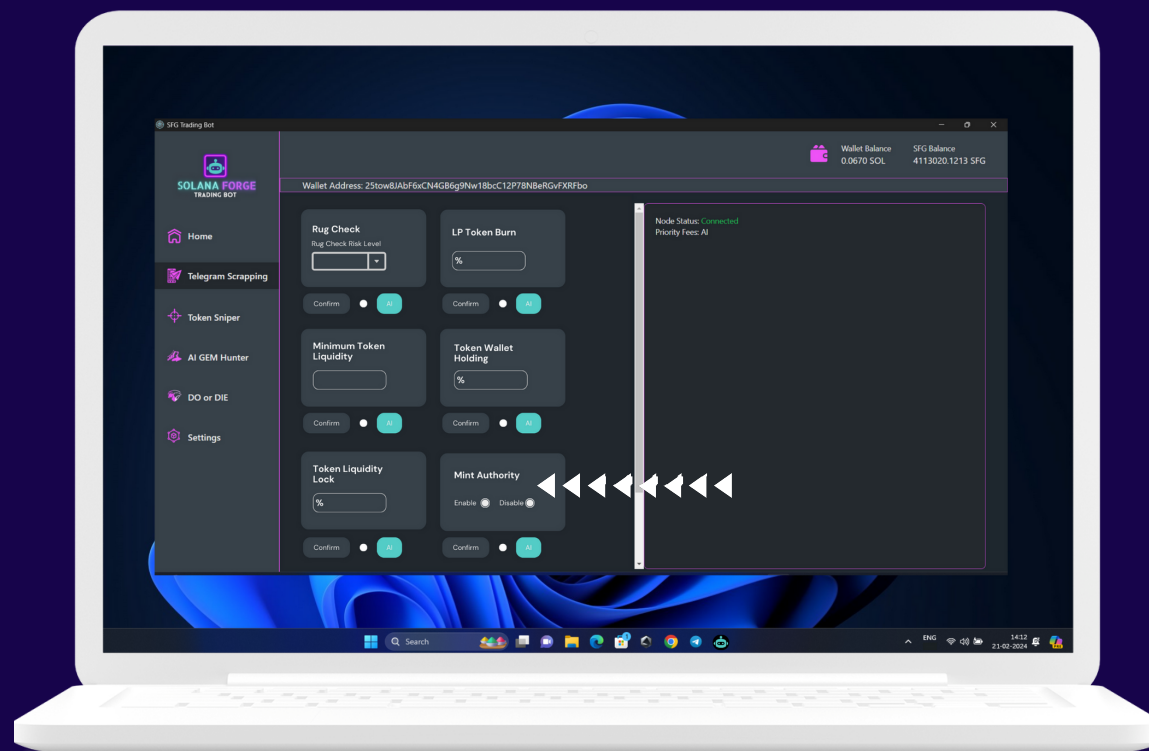 SFG Trading Bot
SOLANA FORGE
TRADING BOT
Wallet Balance
0.0670 SOL
SFG Balance
4113020.1213 SFG
Wallet Address: 25tow8JAbF6xCN4GB6g9Nw18bcC12P78NBeRGvFXRFbo
Home
Telegram Scrapping
Token Sniper
AI GEM Hunter
DO or DIE
Settings
Rug Check
Rug Check Risk Level
Confirm
AI
LP Token Burn
%
Confirm
AI
Minimum Token
Liquidity
Confirm
AI
Token Wallet
Holding
%
Confirm
AI
Token Liquidity
Lock
%
Confirm
AI
Mint Authority
Enable
Disable
Confirm
AI
Node Status: Connected
Priority Fees: AI
Search
ENG
14:12
21-02-2024